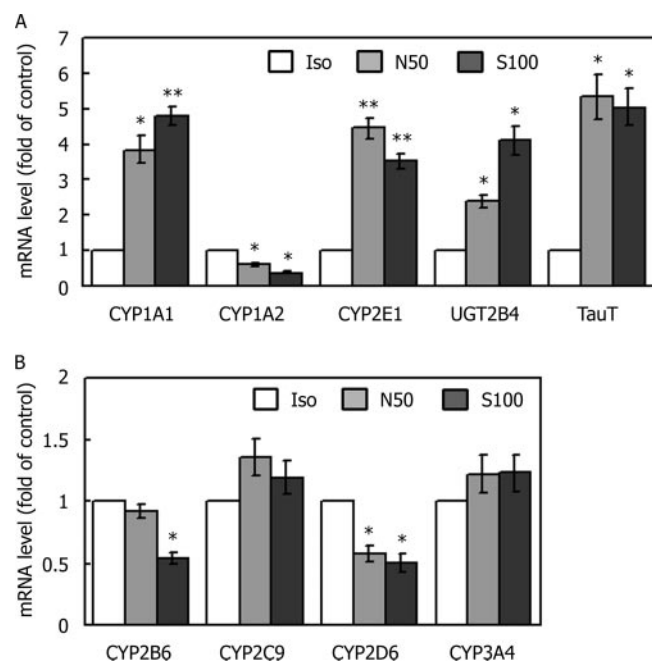 A
mRNA level (fold of control)
7
6
5
4
3
2
1
0
Iso N50 S100
* ** * * ** ** * * * *
CYP1A1 CYP1A2 CYP2E1 UGT2B4 TauT
B
mRNA level (fold of control)
2
1.5
1
0.5
0
Iso N50 S100
* * *
CYP2B6 CYP2C9 CYP2D6 CYP3A4